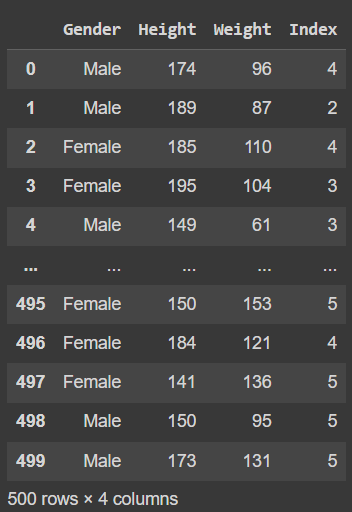 Gender Height Weight Index
0 Male 174 96 4
1 Male 189 87 2
2 Female 185 110 4
3 Female 195 104 3
4 Male 149 61 3
... ... ... ... ...
495 Female 150 153 5
496 Female 184 121 4
497 Female 141 136 5
498 Male 150 95 5
499 Male 173 131 5
500 rows × 4 columns